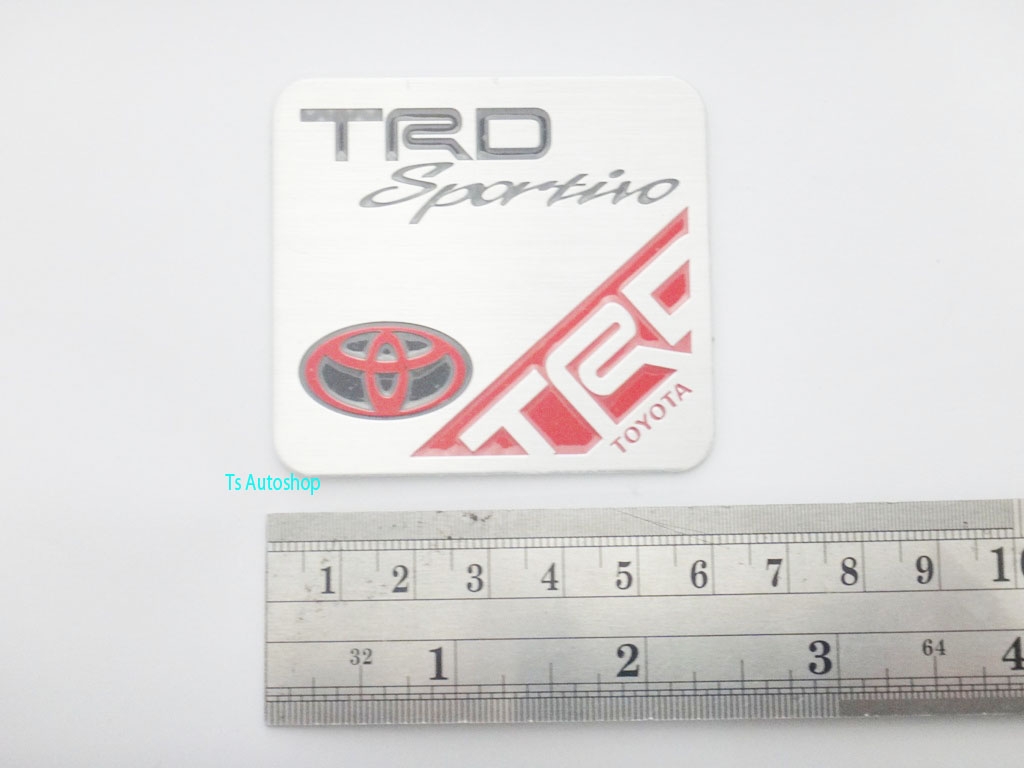 TRD
Sportivo
TRD
TOYOTA
Ts Autoshop
1 2 3 4 5 6 7 8 9 10
32 1 2 3 64 4